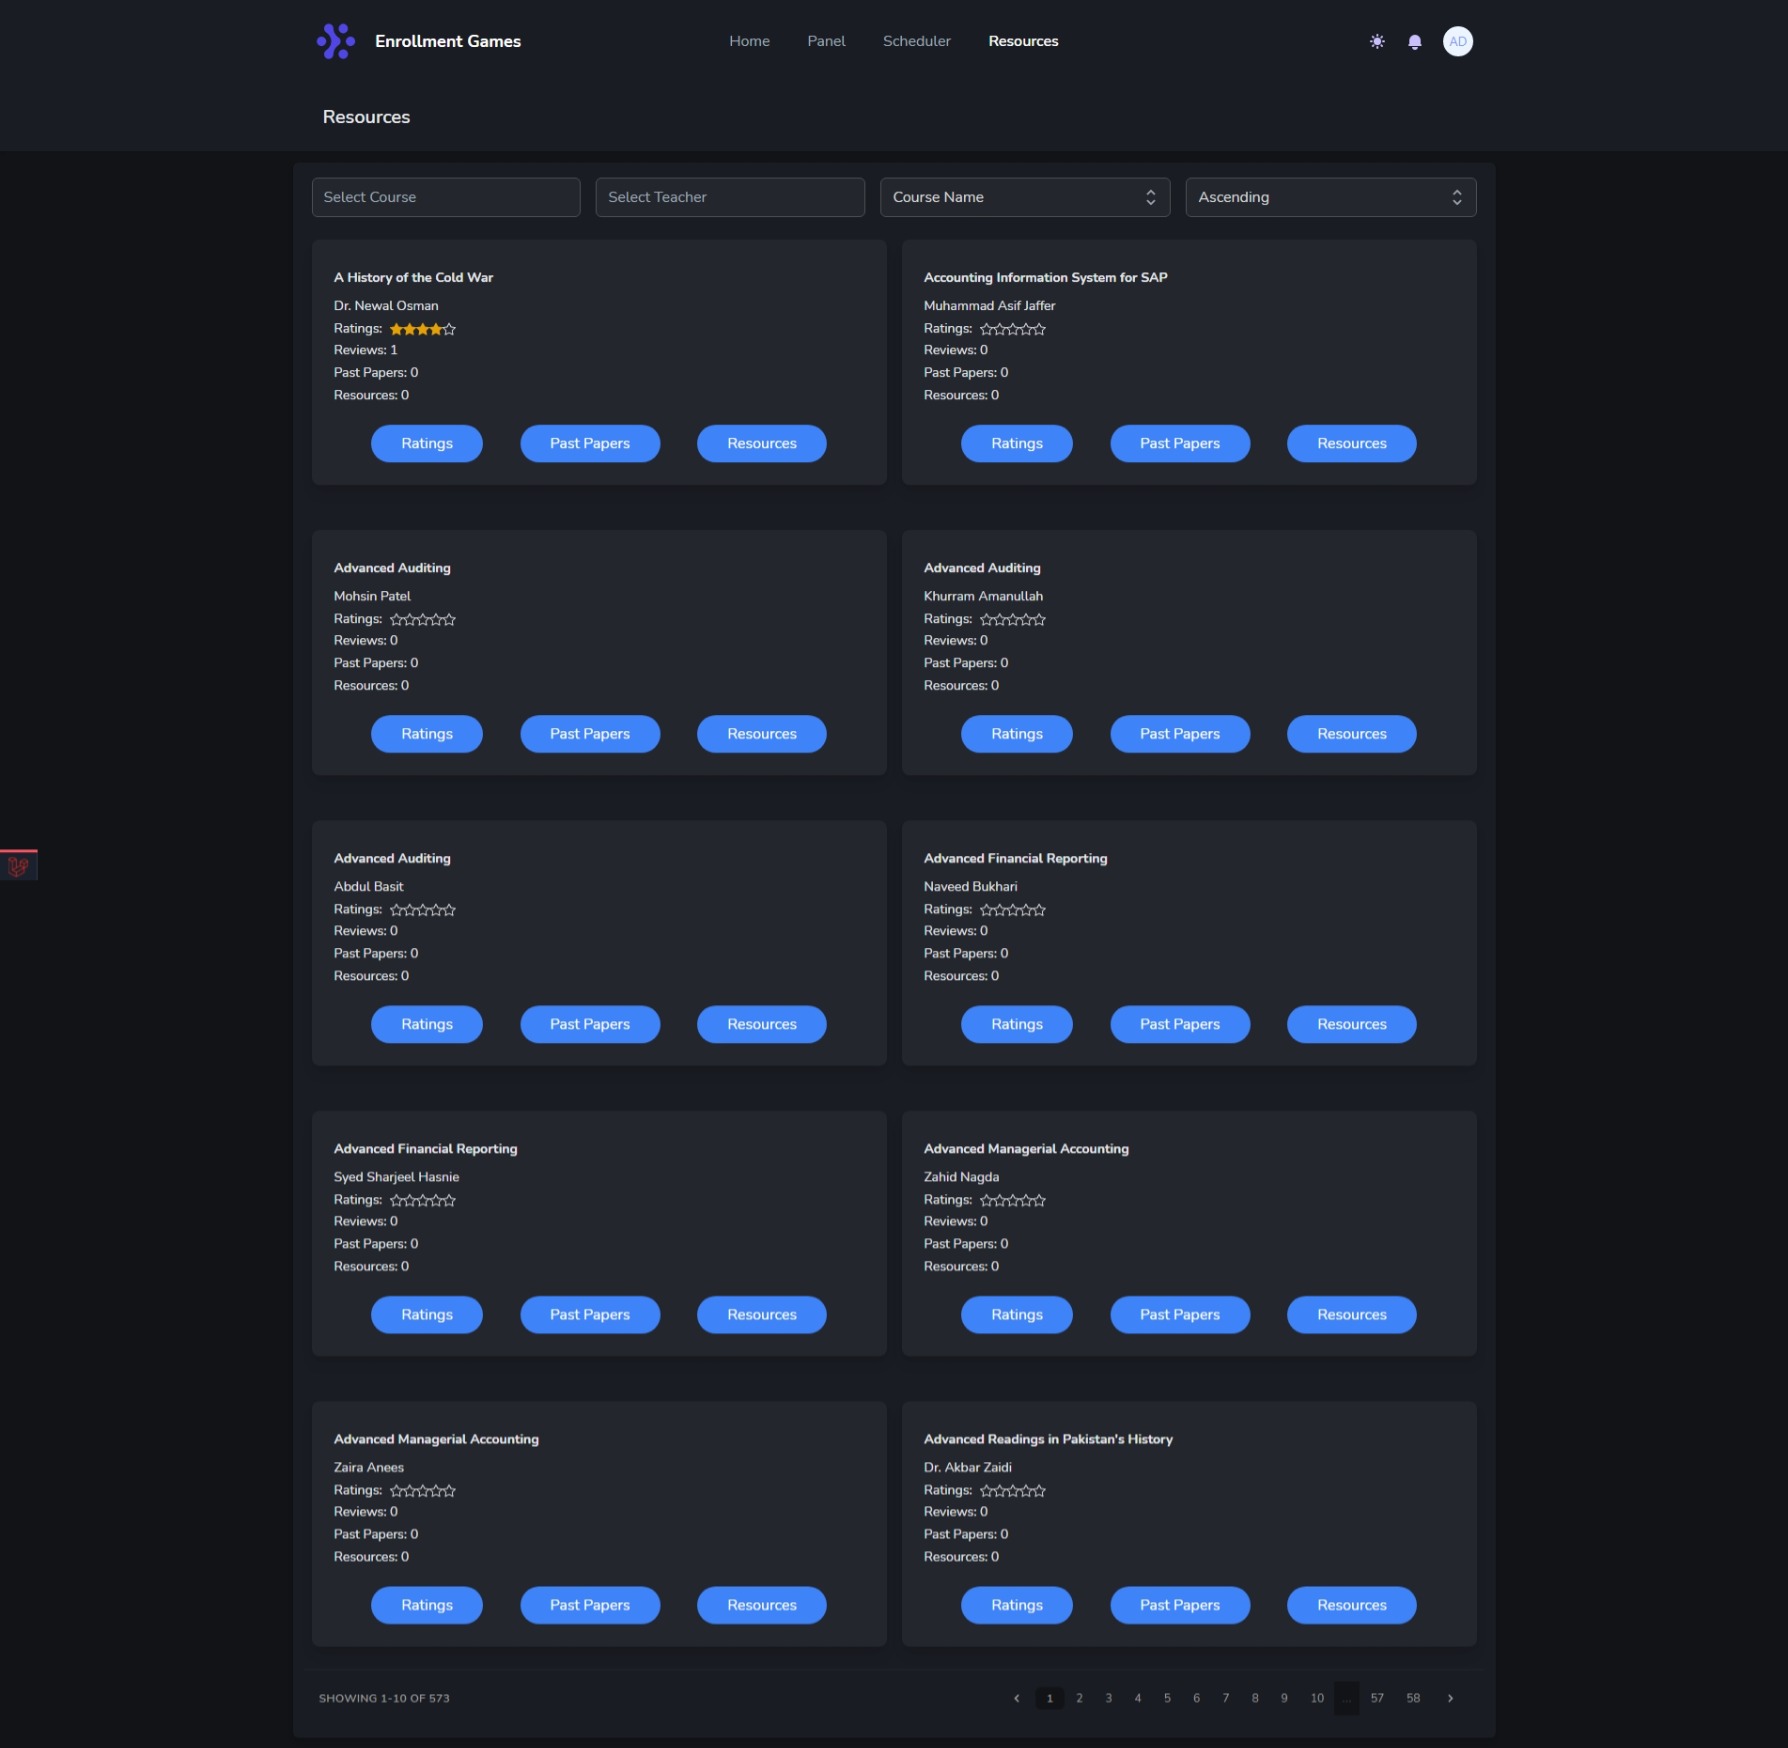 Enrollment Games
Home
Panel
Scheduler
Resources
AD
Resources
Select Course
Select Teacher
Course Name
Ascending
A History of the Cold War
Dr. Newal Osman
Ratings:
Reviews: 1
Past Papers: 0
Resources: 0
Ratings
Past Papers
Resources
Accounting Information System for SAP
Muhammad Asif Jaffer
Ratings:
Reviews: 0
Past Papers: 0
Resources: 0
Ratings
Past Papers
Resources
Advanced Auditing
Mohsin Patel
Ratings:
Reviews: 0
Past Papers: 0
Resources: 0
Ratings
Past Papers
Resources
Advanced Auditing
Khurram Amanullah
Ratings:
Reviews: 0
Past Papers: 0
Resources: 0
Ratings
Past Papers
Resources
Advanced Auditing
Abdul Basit
Ratings:
Reviews: 0
Past Papers: 0
Resources: 0
Ratings
Past Papers
Resources
Advanced Financial Reporting
Naveed Bukhari
Ratings:
Reviews: 0
Past Papers: 0
Resources: 0
Ratings
Past Papers
Resources
Advanced Financial Reporting
Syed Sharjeel Hasnie
Ratings:
Reviews: 0
Past Papers: 0
Resources: 0
Ratings
Past Papers
Resources
Advanced Managerial Accounting
Zahid Nagda
Ratings:
Reviews: 0
Past Papers: 0
Resources: 0
Ratings
Past Papers
Resources
Advanced Managerial Accounting
Zaira Anees
Ratings:
Reviews: 0
Past Papers: 0
Resources: 0
Ratings
Past Papers
Resources
Advanced Readings in Pakistan's History
Dr. Akbar Zaidi
Ratings:
Reviews: 0
Past Papers: 0
Resources: 0
Ratings
Past Papers
Resources
SHOWING 1-10 OF 573
1 2 3 4 5 6 7 8 9 10 ... 57 58